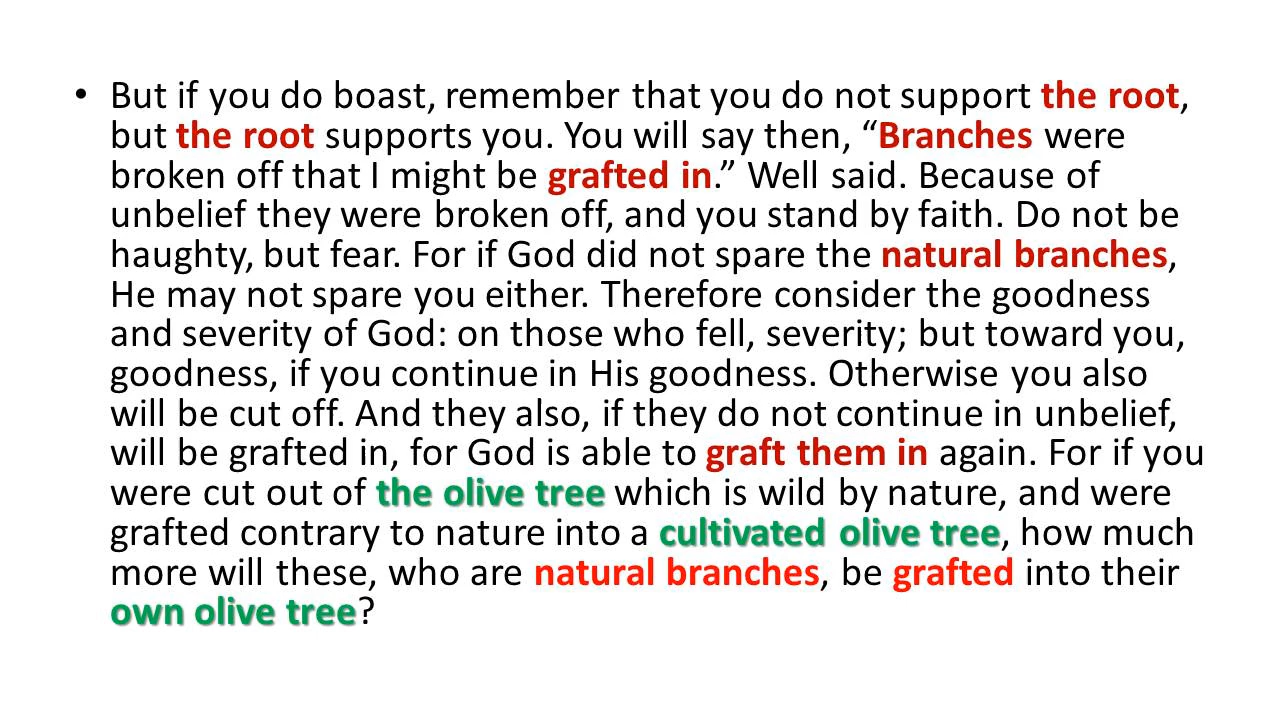 • But if you do boast, remember that you do not support the root,
but the root supports you. You will say then, “Branches were
broken off that I might be grafted in.” Well said. Because of
unbelief they were broken off, and you stand by faith. Do not be
haughty, but fear. For if God did not spare the natural branches,
He may not spare you either. Therefore consider the goodness
and severity of God: on those who fell, severity; but toward you,
goodness, if you continue in His goodness. Otherwise you also
will be cut off. And they also, if they do not continue in unbelief,
will be grafted in, for God is able to graft them in again. For if you
were cut out of the olive tree which is wild by nature, and were
grafted contrary to nature into a cultivated olive tree, how much
more will these, who are natural branches, be grafted into their
own olive tree?